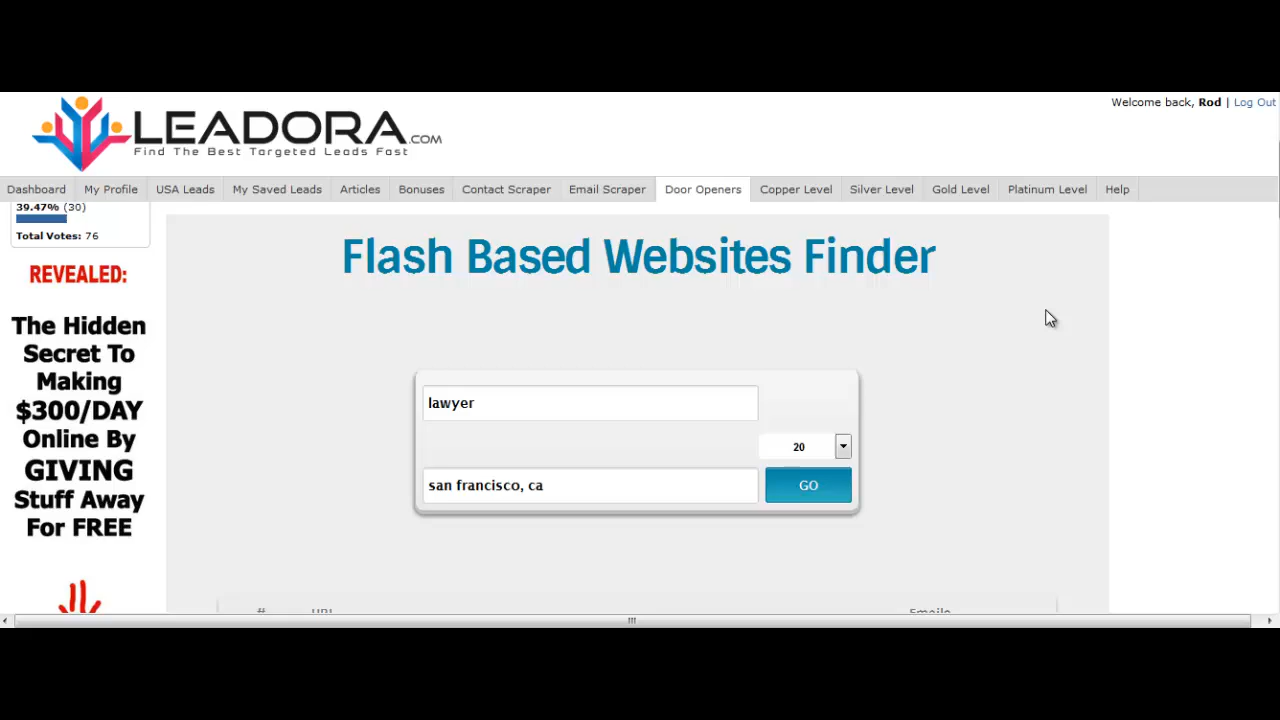 LEADORA.COM
Find The Best Targeted Leads Fast
Welcome back, Rod | Log Out
Dashboard My Profile USA Leads My Saved Leads Articles Bonuses Contact Scraper Email Scraper Door Openers Copper Level Silver Level Gold Level Platinum Level Help
39.47% (30)
Total Votes: 76
REVEALED:
The Hidden
Secret To
Making
$300/DAY
Online By
GIVING
Stuff Away
For FREE
Flash Based Websites Finder
lawyer
20
san francisco, ca
GO
# URL Emails